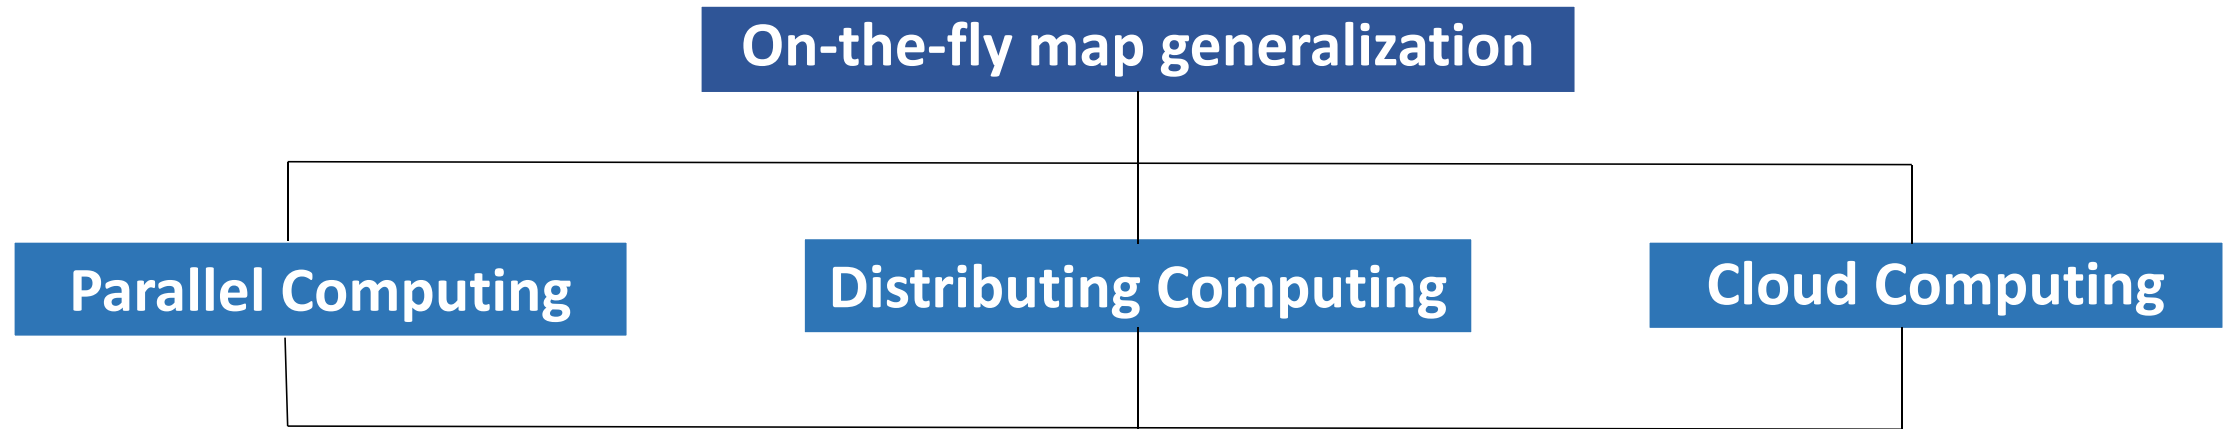 On-the-fly map generalization
Parallel Computing
Distributing Computing
Cloud Computing